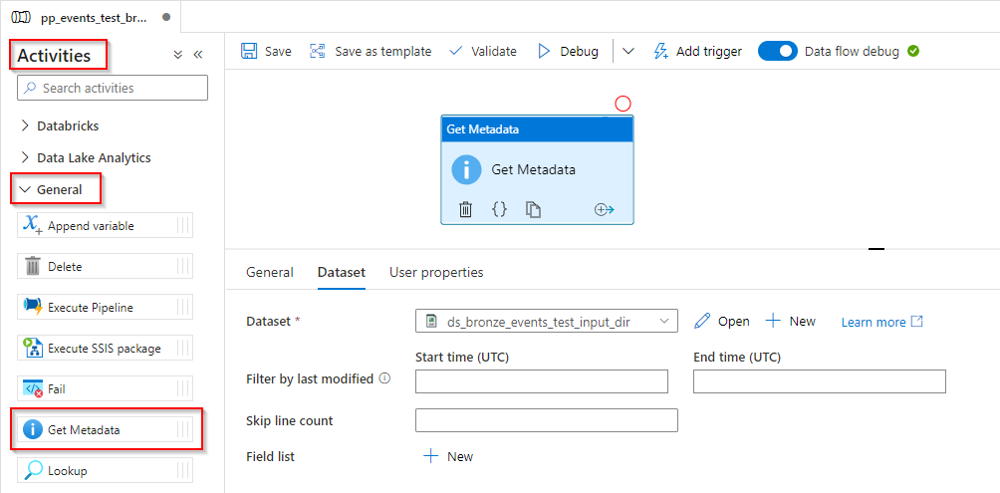 pp_events_test_br...
Activities
Search activities
Databricks
Data Lake Analytics
General
Append variable
Delete
Execute Pipeline
Execute SSIS package
Fail
Get Metadata
Lookup
Save
Save as template
Validate
Debug
Add trigger
Data flow debug
Get Metadata
Get Metadata
General
Dataset
User properties
Dataset *
ds_bronze_events_test_input_dir
Open
New
Learn more
Start time (UTC)
End time (UTC)
Filter by last modified
Skip line count
Field list
New